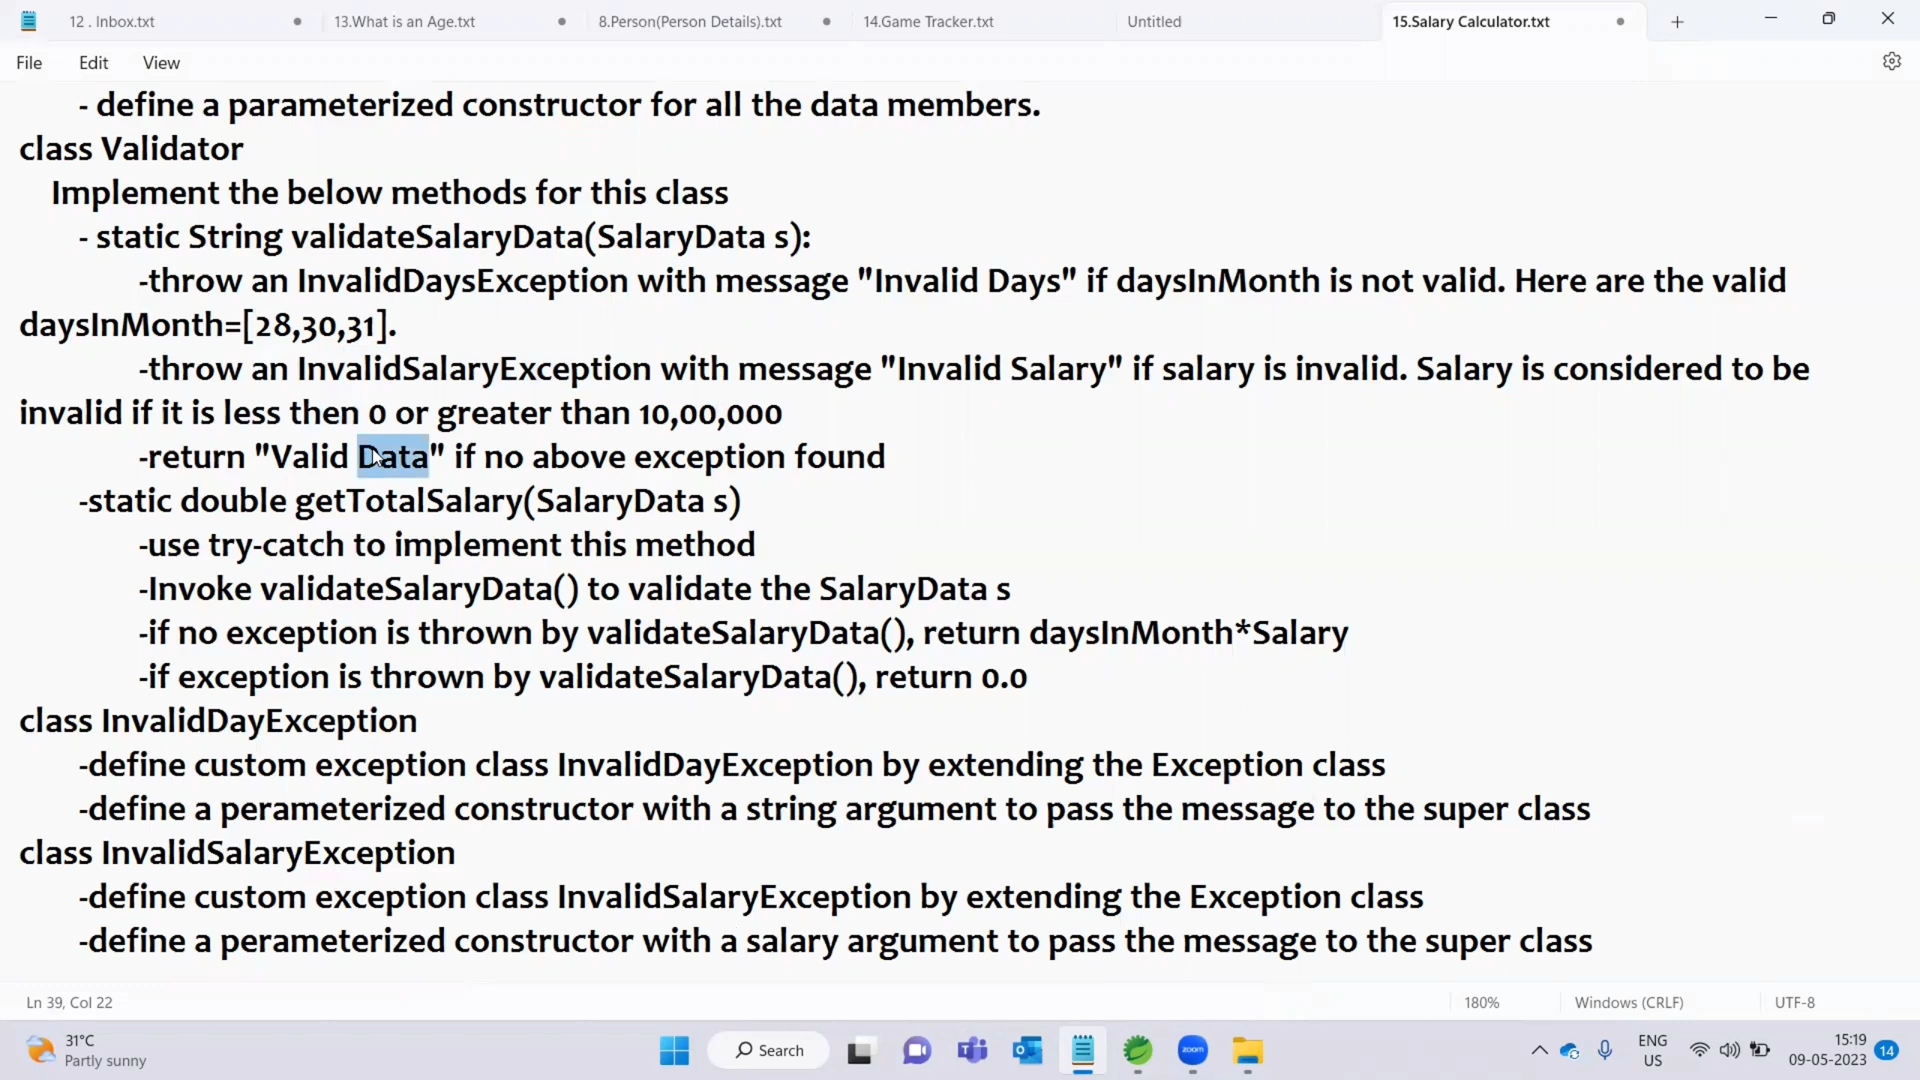 12 . Inbox.txt
13.What is an Age.txt
8.Person(Person Details).txt
14.Game Tracker.txt
Untitled
15.Salary Calculator.txt
File
Edit
View
- define a parameterized constructor for all the data members.
class Validator
Implement the below methods for this class
- static String validateSalaryData(SalaryData s):
-throw an InvalidDaysException with message "Invalid Days" if daysInMonth is not valid. Here are the valid
daysInMonth=[28,30,31].
-throw an InvalidSalaryException with message "Invalid Salary" if salary is invalid. Salary is considered to be
invalid if it is less then 0 or greater than 10,00,000
-return "Valid Data" if no above exception found
-static double getTotalSalary(SalaryData s)
-use try-catch to implement this method
-Invoke validateSalaryData() to validate the SalaryData s
-if no exception is thrown by validateSalaryData(), return daysInMonth*Salary
-if exception is thrown by validateSalaryData(), return 0.0
class InvalidDayException
-define custom exception class InvalidDayException by extending the Exception class
-define a perameterized constructor with a string argument to pass the message to the super class
class InvalidSalaryException
-define custom exception class InvalidSalaryException by extending the Exception class
-define a perameterized constructor with a salary argument to pass the message to the super class
Ln 39, Col 22
180%
Windows (CRLF)
UTF-8
31°C
Partly sunny
Search
zoom
ENG
US
15:19
09-05-2023
14